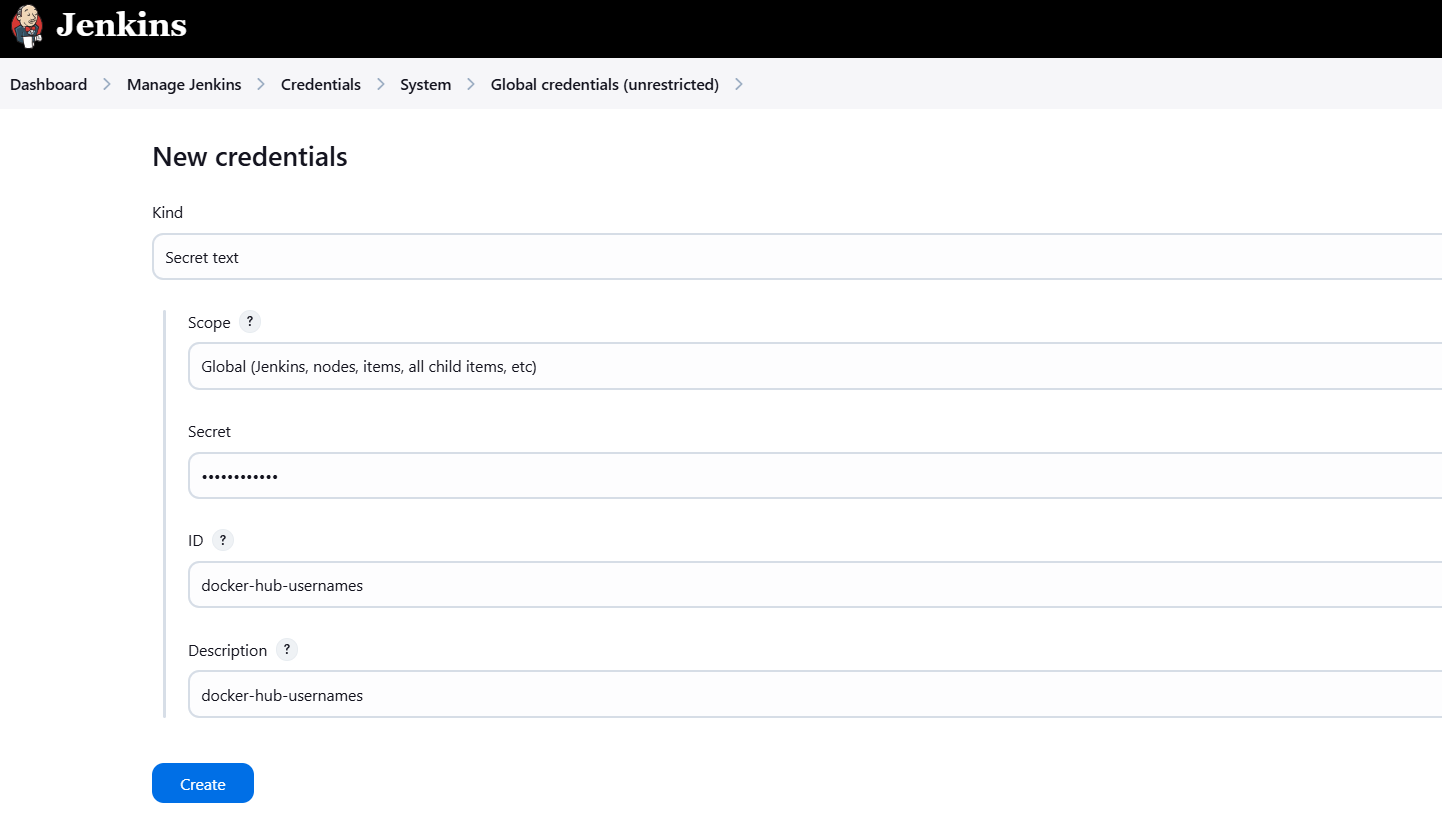 Jenkins
Dashboard > Manage Jenkins > Credentials > System > Global credentials (unrestricted) >
New credentials
Kind
Secret text
Scope ?
Global (Jenkins, nodes, items, all child items, etc)
Secret
••••••••••••
ID ?
docker-hub-usernames
Description ?
docker-hub-usernames
Create